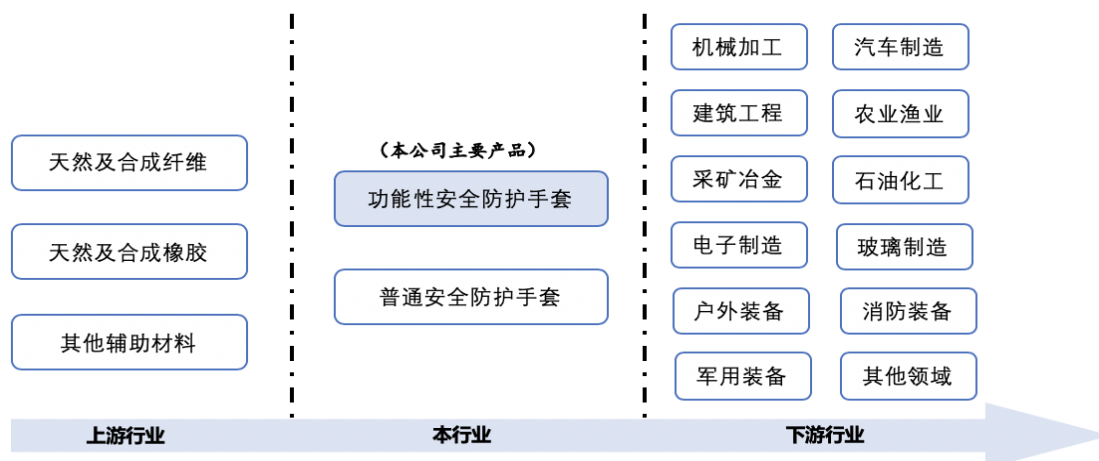 天然及合成纤维
天然及合成橡胶
其他辅助材料
（本公司主要产品）
功能性安全防护手套
普通安全防护手套
机械加工 汽车制造
建筑工程 农业渔业
采矿冶金 石油化工
电子制造 玻璃制造
户外装备 消防装备
军用装备 其他领域
上游行业 本行业 下游行业